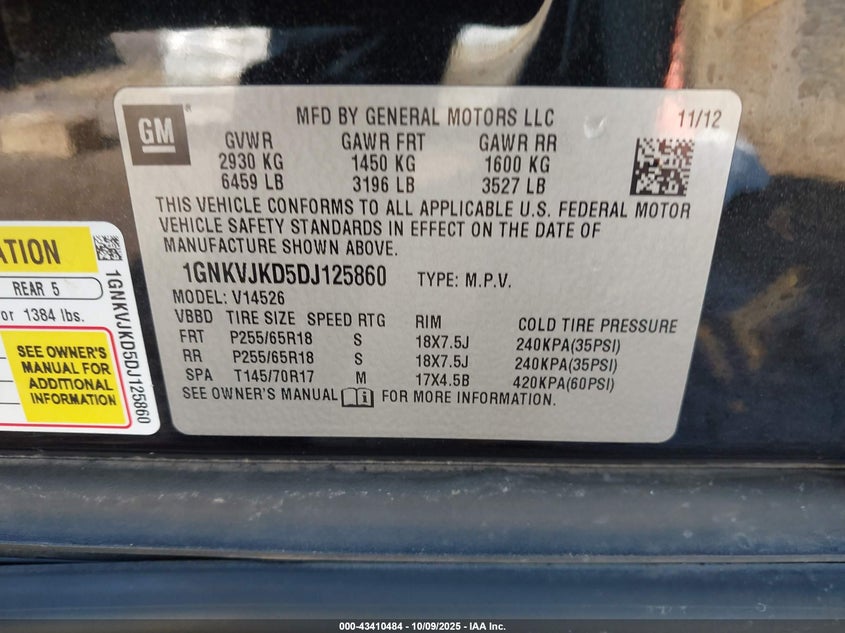 GM
®
MFD BY GENERAL MOTORS LLC
11/12
GVWR GAWR FRT GAWR RR
2930 KG 1450 KG 1600 KG
6459 LB 3196 LB 3527 LB
THIS VEHICLE CONFORMS TO ALL APPLICABLE U.S. FEDERAL MOTOR
VEHICLE SAFETY STANDARDS IN EFFECT ON THE DATE OF
MANUFACTURE SHOWN ABOVE.
1GNKVJKD5DJ125860 TYPE: M.P.V.
MODEL: V14526
VBBD TIRE SIZE SPEED RTG RIM COLD TIRE PRESSURE
FRT P255/65R18 S 18X7.5J 240KPA(35PSI)
RR P255/65R18 S 18X7.5J 240KPA(35PSI)
SPA T145/70R17 M 17X4.5B 420KPA(60PSI)
SEE OWNER'S MANUAL i FOR MORE INFORMATION.
ATION
REAR 5
or 1384 lbs.
SEE OWNER'S
MANUAL FOR
ADDITIONAL
INFORMATION
1GNKVJKD5DJ125860
000-43410484 - 10/09/2025 - IAA Inc.